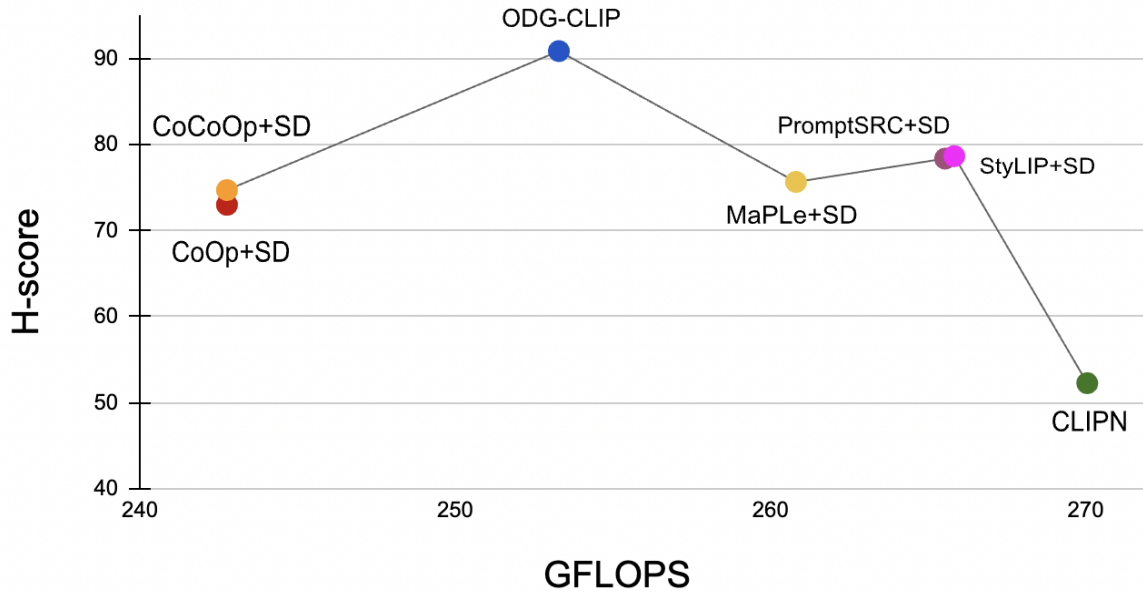 ODG-CLIP
90
CoCoOp+SD
PromptSRC+SD
80
StyLIP+SD
MaPLe+SD
70
CoOp+SD
H-score
60
50
CLIPN
40
240
250
260
270
GFLOPS